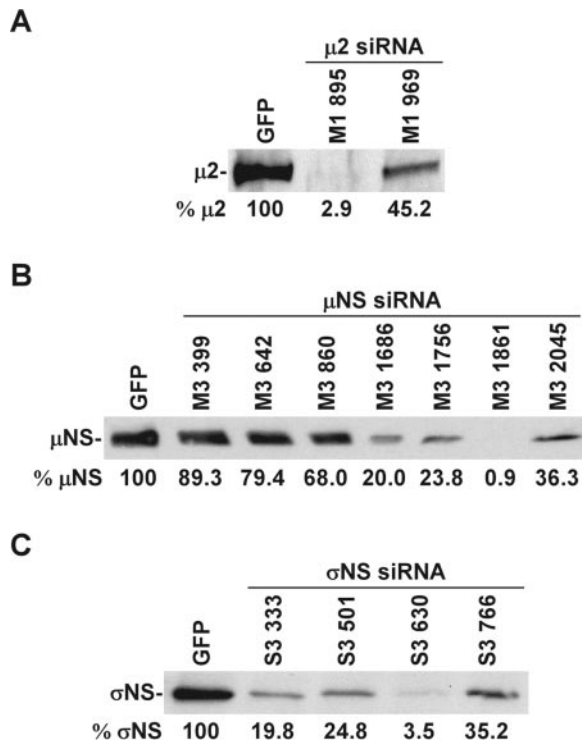 A
μ2 siRNA
GFP
M1 895
M1 969
μ2-
% μ2 100 2.9 45.2
B
μNS siRNA
GFP
M3 399
M3 642
M3 860
M3 1686
M3 1756
M3 1861
M3 2045
μNS-
% μNS 100 89.3 79.4 68.0 20.0 23.8 0.9 36.3
C
σNS siRNA
GFP
S3 333
S3 501
S3 630
S3 766
σNS-
% σNS 100 19.8 24.8 3.5 35.2